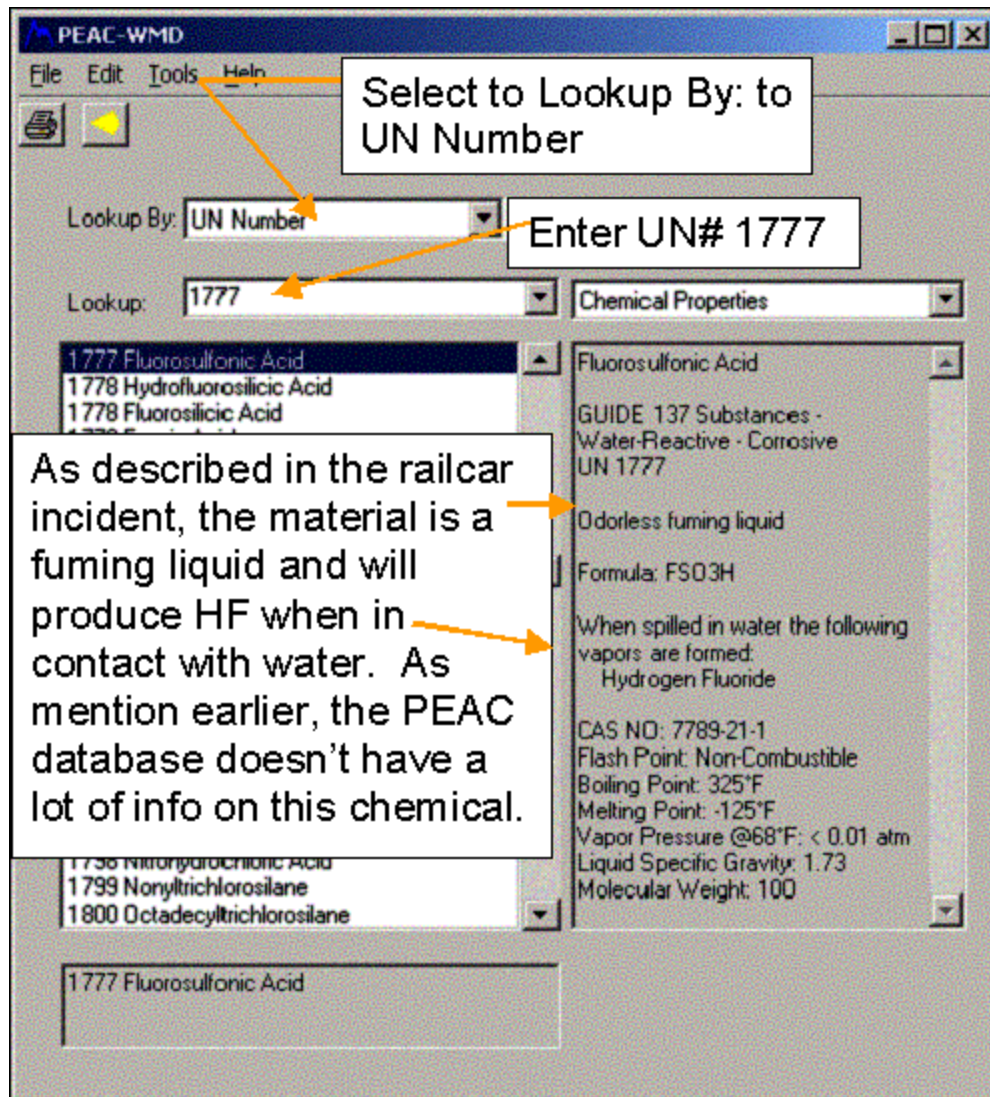 PEAC-WMD
File Edit Tools Help
Select to Lookup By: to
UN Number
Lookup By: UN Number
Enter UN# 1777
Lookup: 1777
Chemical Properties
1777 Fluorosulfonic Acid
1778 Hydrofluorosilicic Acid
1778 Fluorosilicic Acid
As described in the railcar
incident, the material is a
fuming liquid and will
produce HF when in
contact with water. As
mention earlier, the PEAC
database doesn't have a
lot of info on this chemical.
1798 Nitrohydrochloric Acid
1799 Nonyltrichlorosilane
1800 Octadecyltrichlorosilane
Fluorosulfonic Acid
GUIDE 137 Substances -
Water-Reactive - Corrosive
UN 1777
Odorless fuming liquid
Formula: FSO3H
When spilled in water the following
vapors are formed:
Hydrogen Fluoride
CAS NO: 7789-21-1
Flash Point: Non-Combustible
Boiling Point: 325°F
Melting Point: -125°F
Vapor Pressure @68°F: < 0.01 atm
Liquid Specific Gravity: 1.73
Molecular Weight: 100
1777 Fluorosulfonic Acid